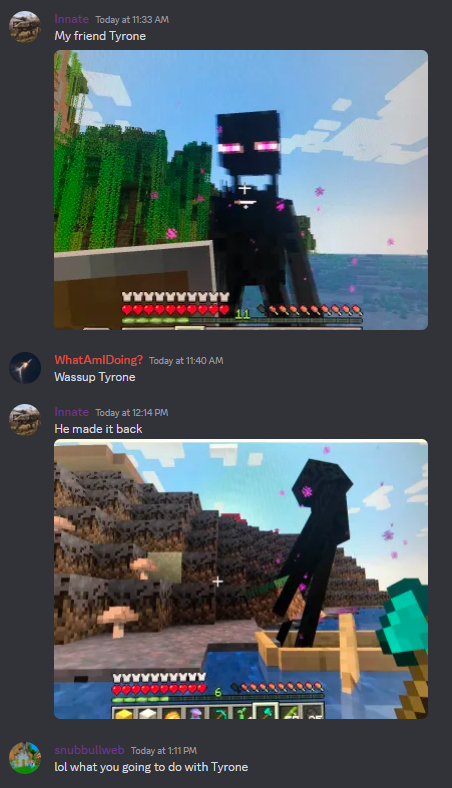 Innate Today at 11:33 AM
My friend Tyrone
11
WhatAmIDoing? Today at 11:40 AM
Wassup Tyrone
Innate Today at 12:14 PM
He made it back
6
snubbullweb Today at 1:11 PM
lol what you going to do with Tyrone